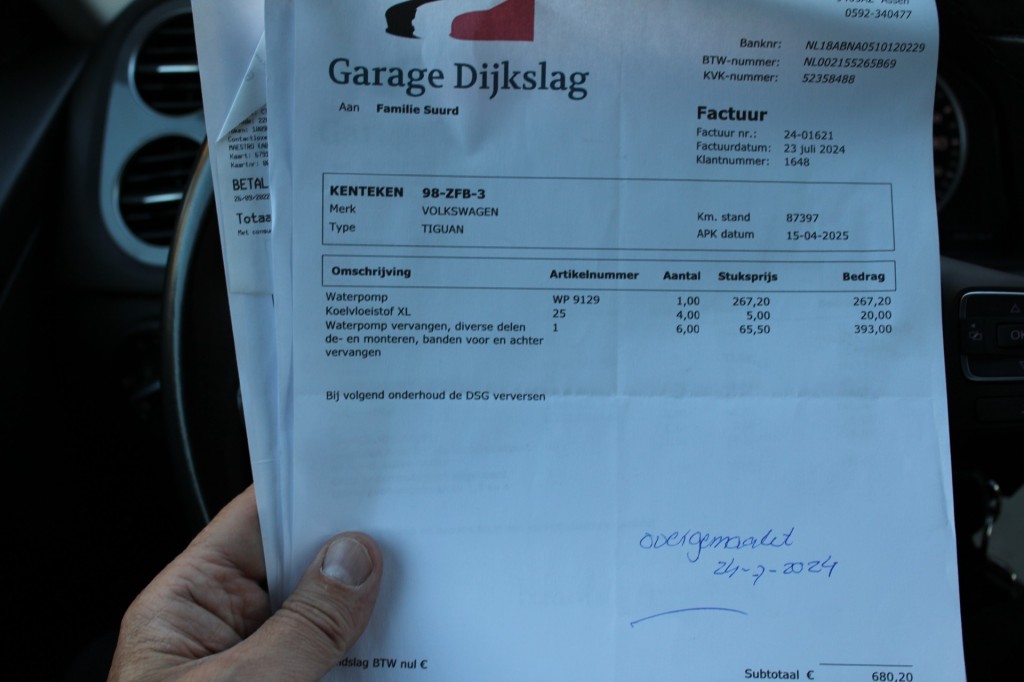 0592-340477
Banknr: NL18ABNA0510120229
BTW-nummer: NL002155265B69
KVK-nummer: 52358488
Garage Dijkslag
Aan Familie Suurd
Factuur
Factuur nr.: 24-01621
Factuurdatum: 23 juli 2024
Klantnummer: 1648
KENTEKEN 98-ZFB-3
Merk VOLKSWAGEN
Type TIGUAN
Km. stand 87397
APK datum 15-04-2025
Omschrijving Artikelnummer Aantal Stuksprijs Bedrag
Waterpomp WP 9129 1,00 267,20 267,20
Koelvloeistof XL 25 4,00 5,00 20,00
Waterpomp vervangen, diverse delen 1 6,00 65,50 393,00
de- en monteren, banden voor en achter
vervangen
Bij volgend onderhoud de DSG verversen
overgemaakt
24-7-2024
BTW nul €
Subtotaal € 680,20
BETAL
Totaa
OK